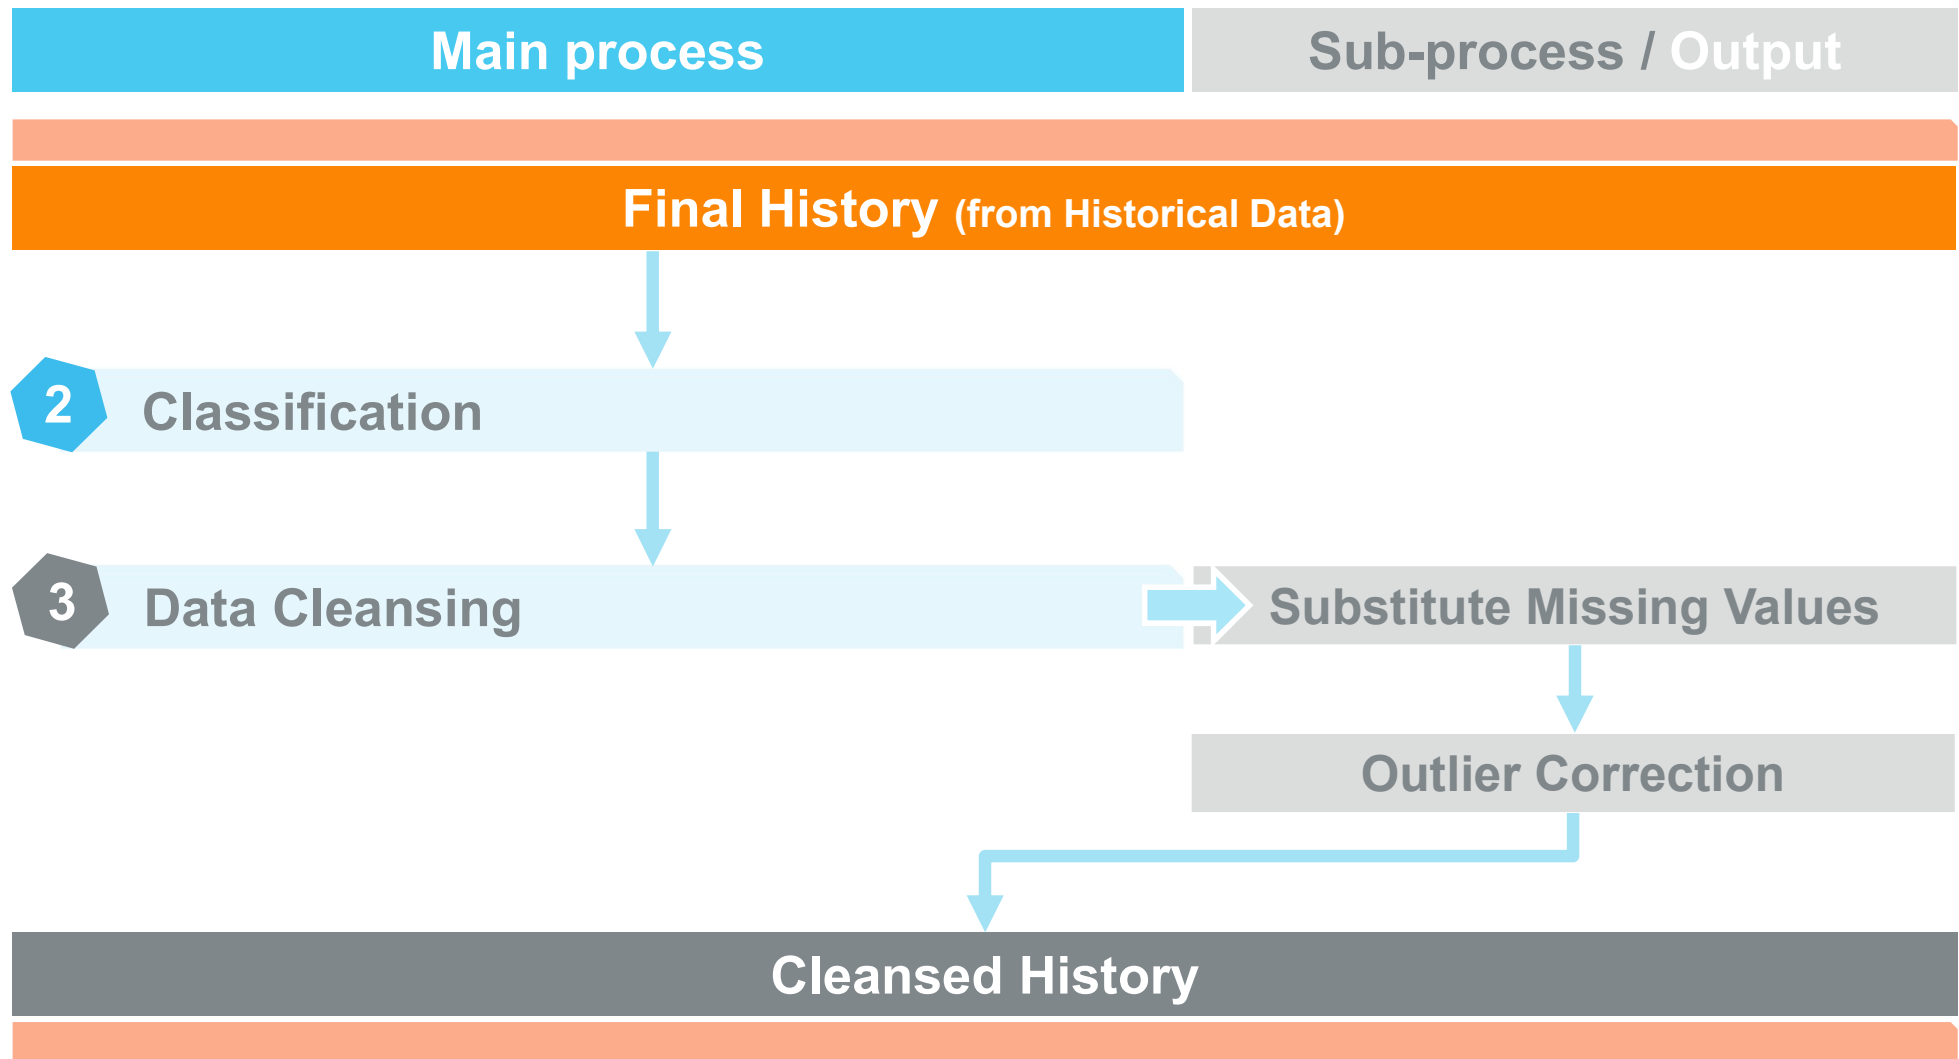 Main process
Sub-process / Output
Final History (from Historical Data)
2
Classification
3
Data Cleansing
Substitute Missing Values
Outlier Correction
Cleansed History